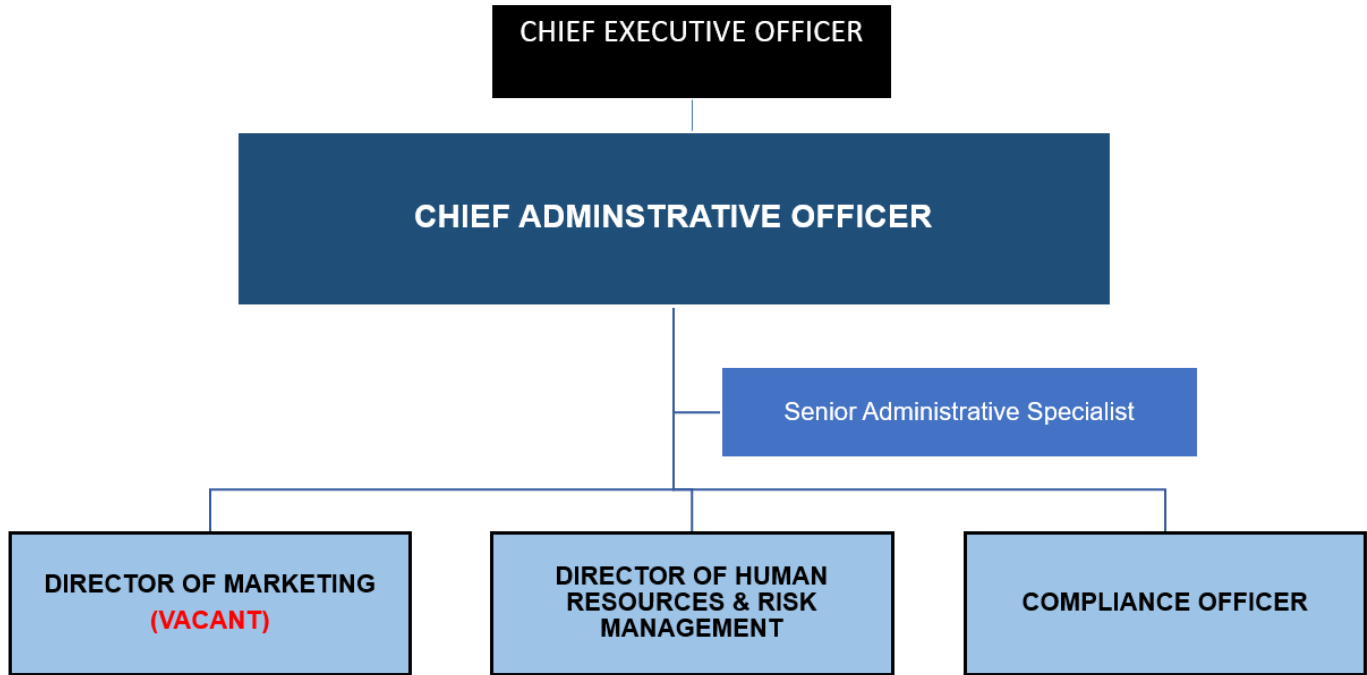 CHIEF EXECUTIVE OFFICER
CHIEF ADMINSTRATIVE OFFICER
Senior Administrative Specialist
DIRECTOR OF MARKETING
(VACANT)
DIRECTOR OF HUMAN
RESOURCES & RISK
MANAGEMENT
COMPLIANCE OFFICER